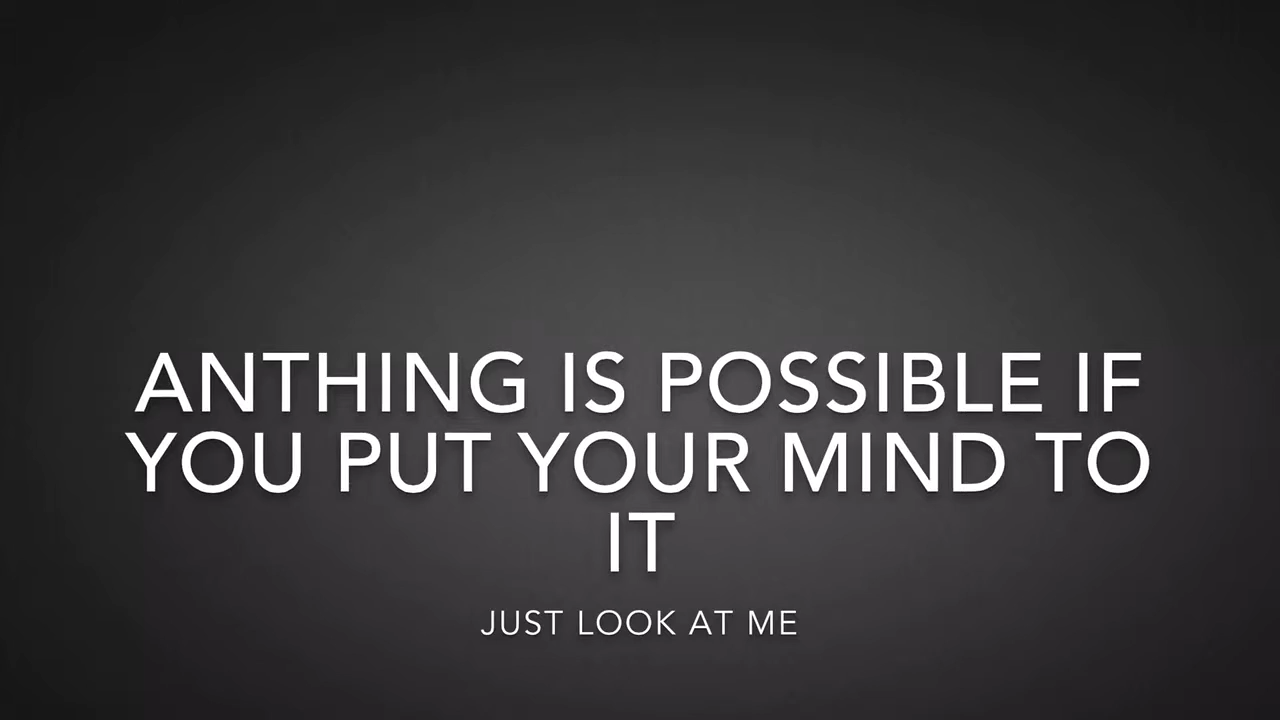 ANTHING IS POSSIBLE IF
YOU PUT YOUR MIND TO
IT
JUST LOOK AT ME